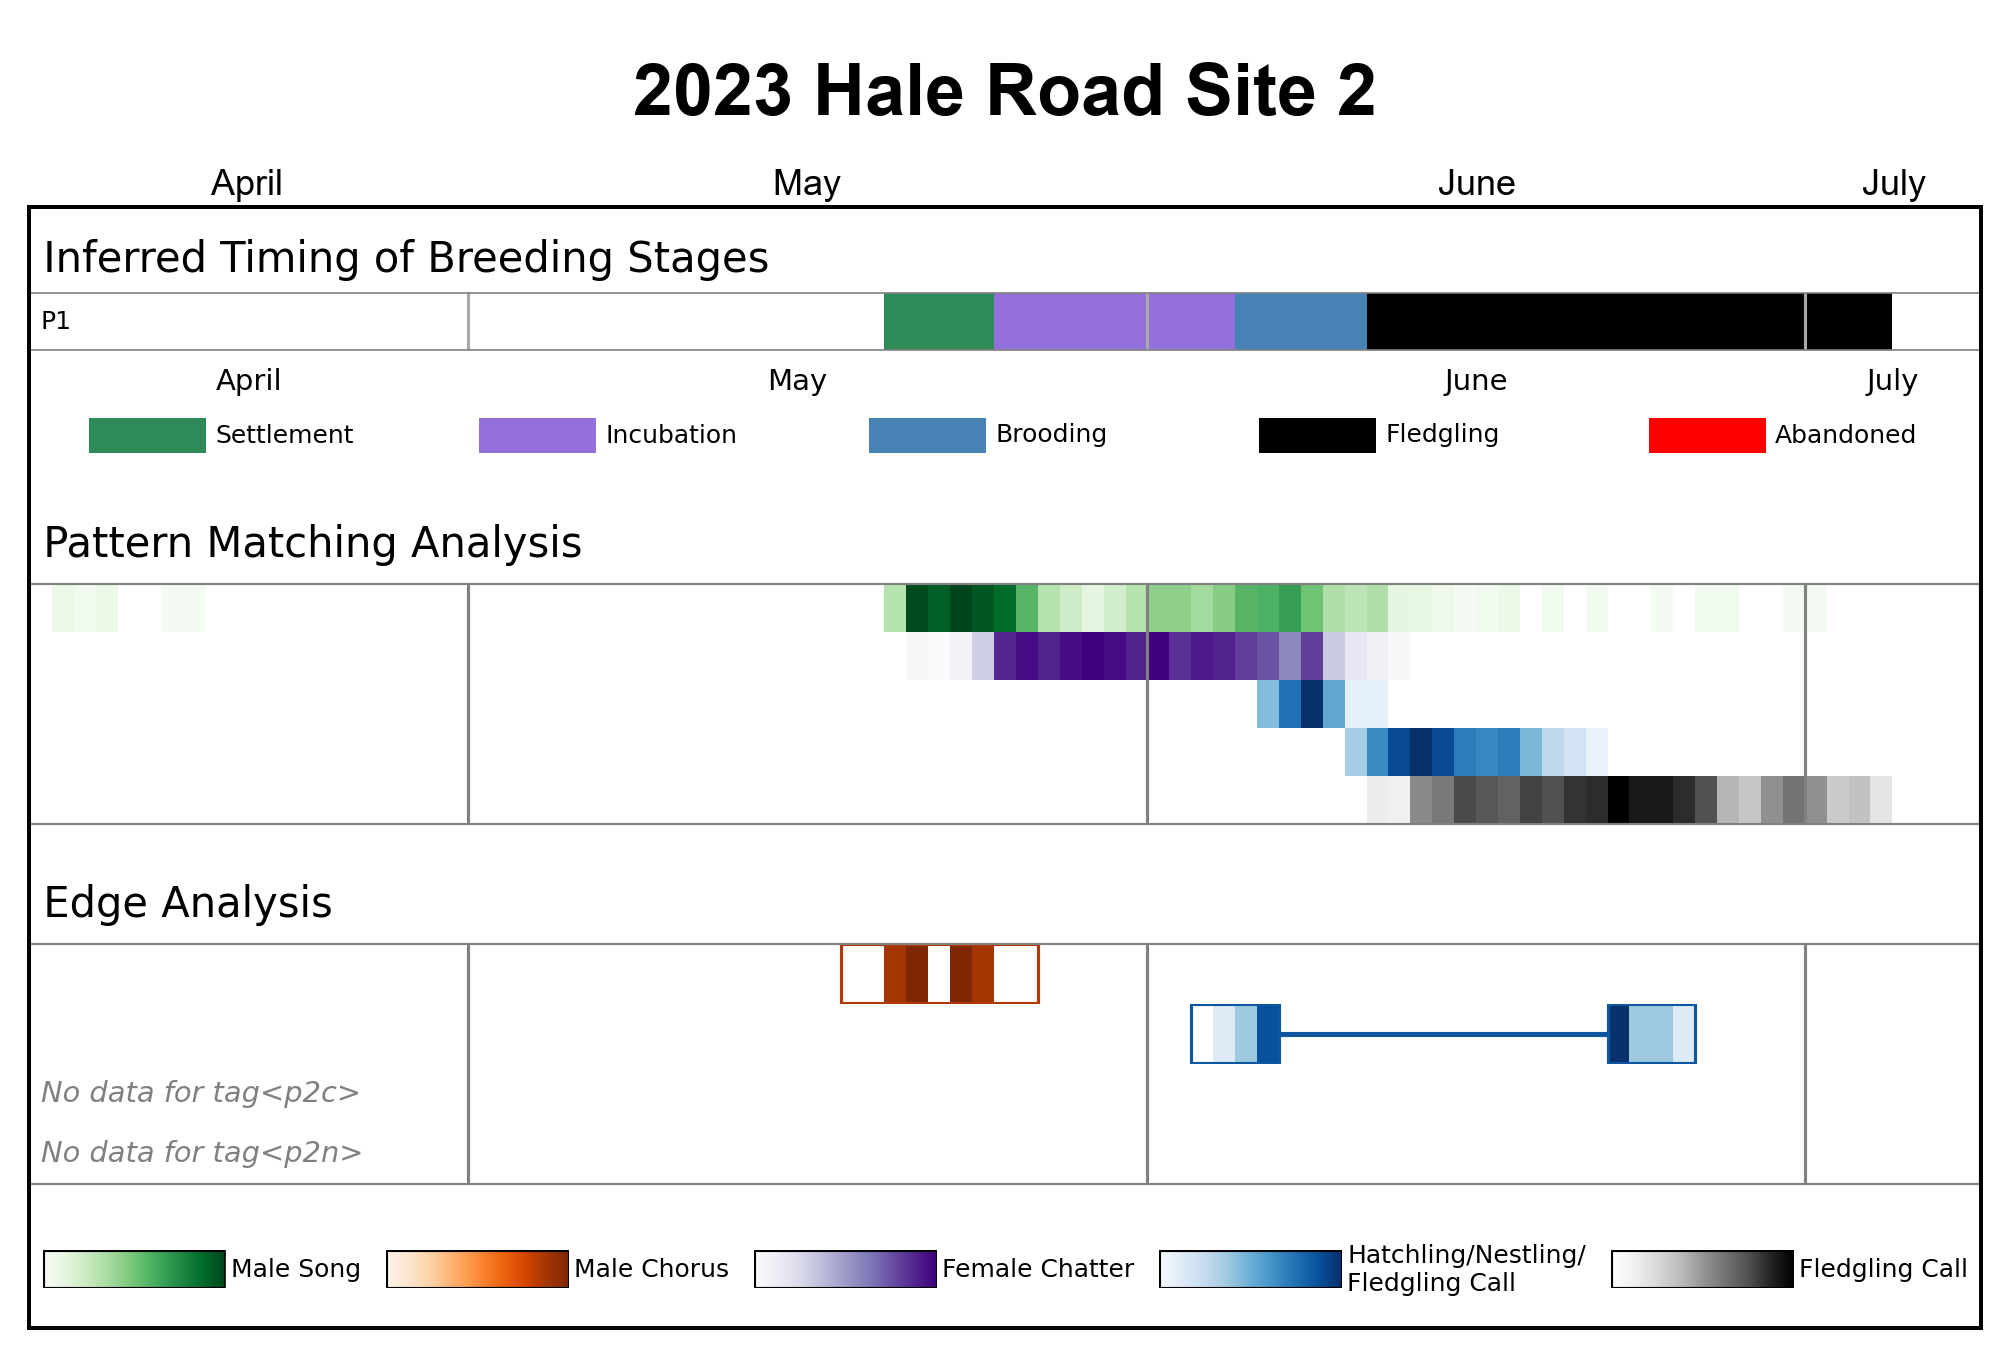 2023 Hale Road Site 2
April May June July
Inferred Timing of Breeding Stages
P1
April May June July
Settlement Incubation Brooding Fledgling Abandoned
Pattern Matching Analysis
Edge Analysis
No data for tag<p2c>
No data for tag<p2n>
Male Song Male Chorus Female Chatter Hatchling/Nestling/
Fledgling Call Fledgling Call